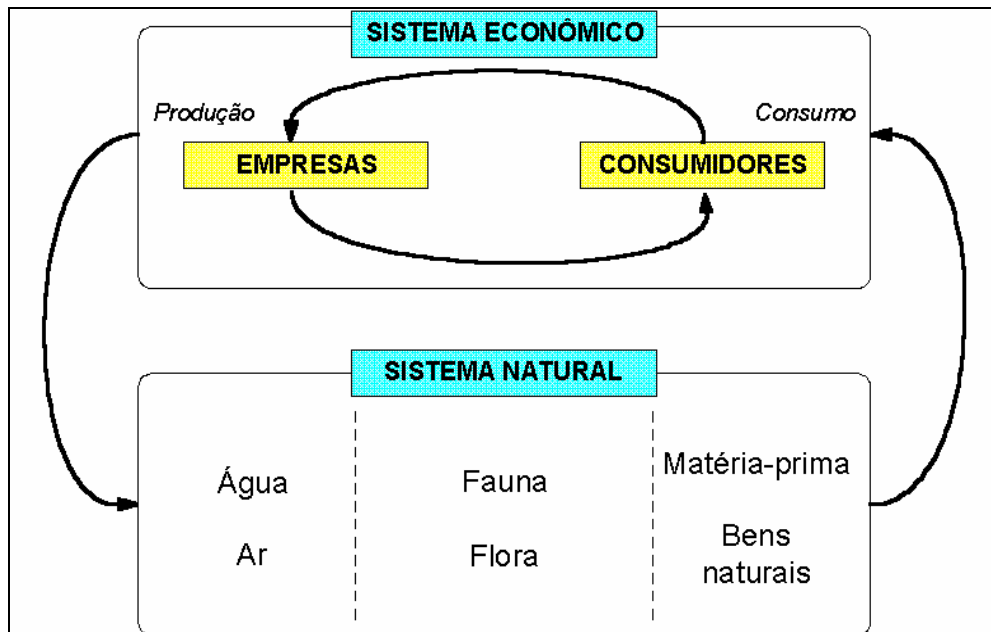 SISTEMA ECONÔMICO
Produção
Consumo
EMPRESAS
CONSUMIDORES
SISTEMA NATURAL
Água
Fauna
Matéria-prima
Ar
Flora
Bens
naturais